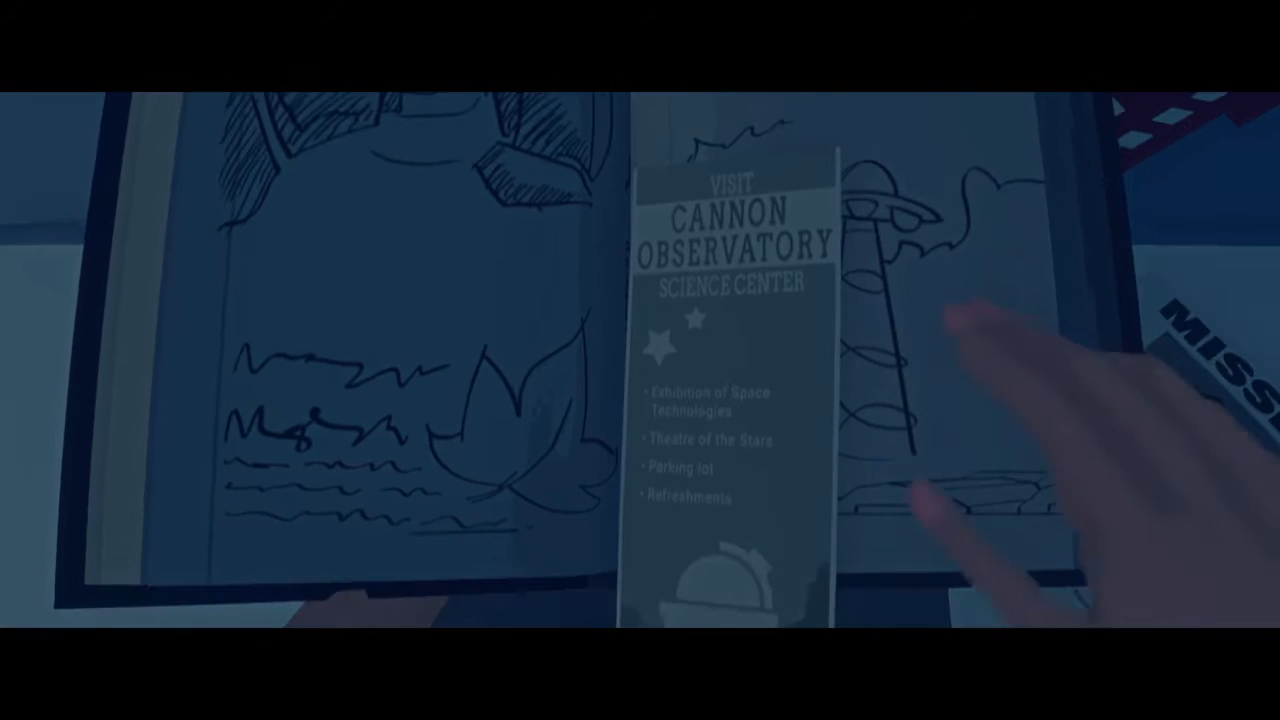 VISIT
CANNON
OBSERVATORY
SCIENCE CENTER
• Exhibition of Space
Technologies
• Theatre of the Stars
• Parking lot
• Refreshments